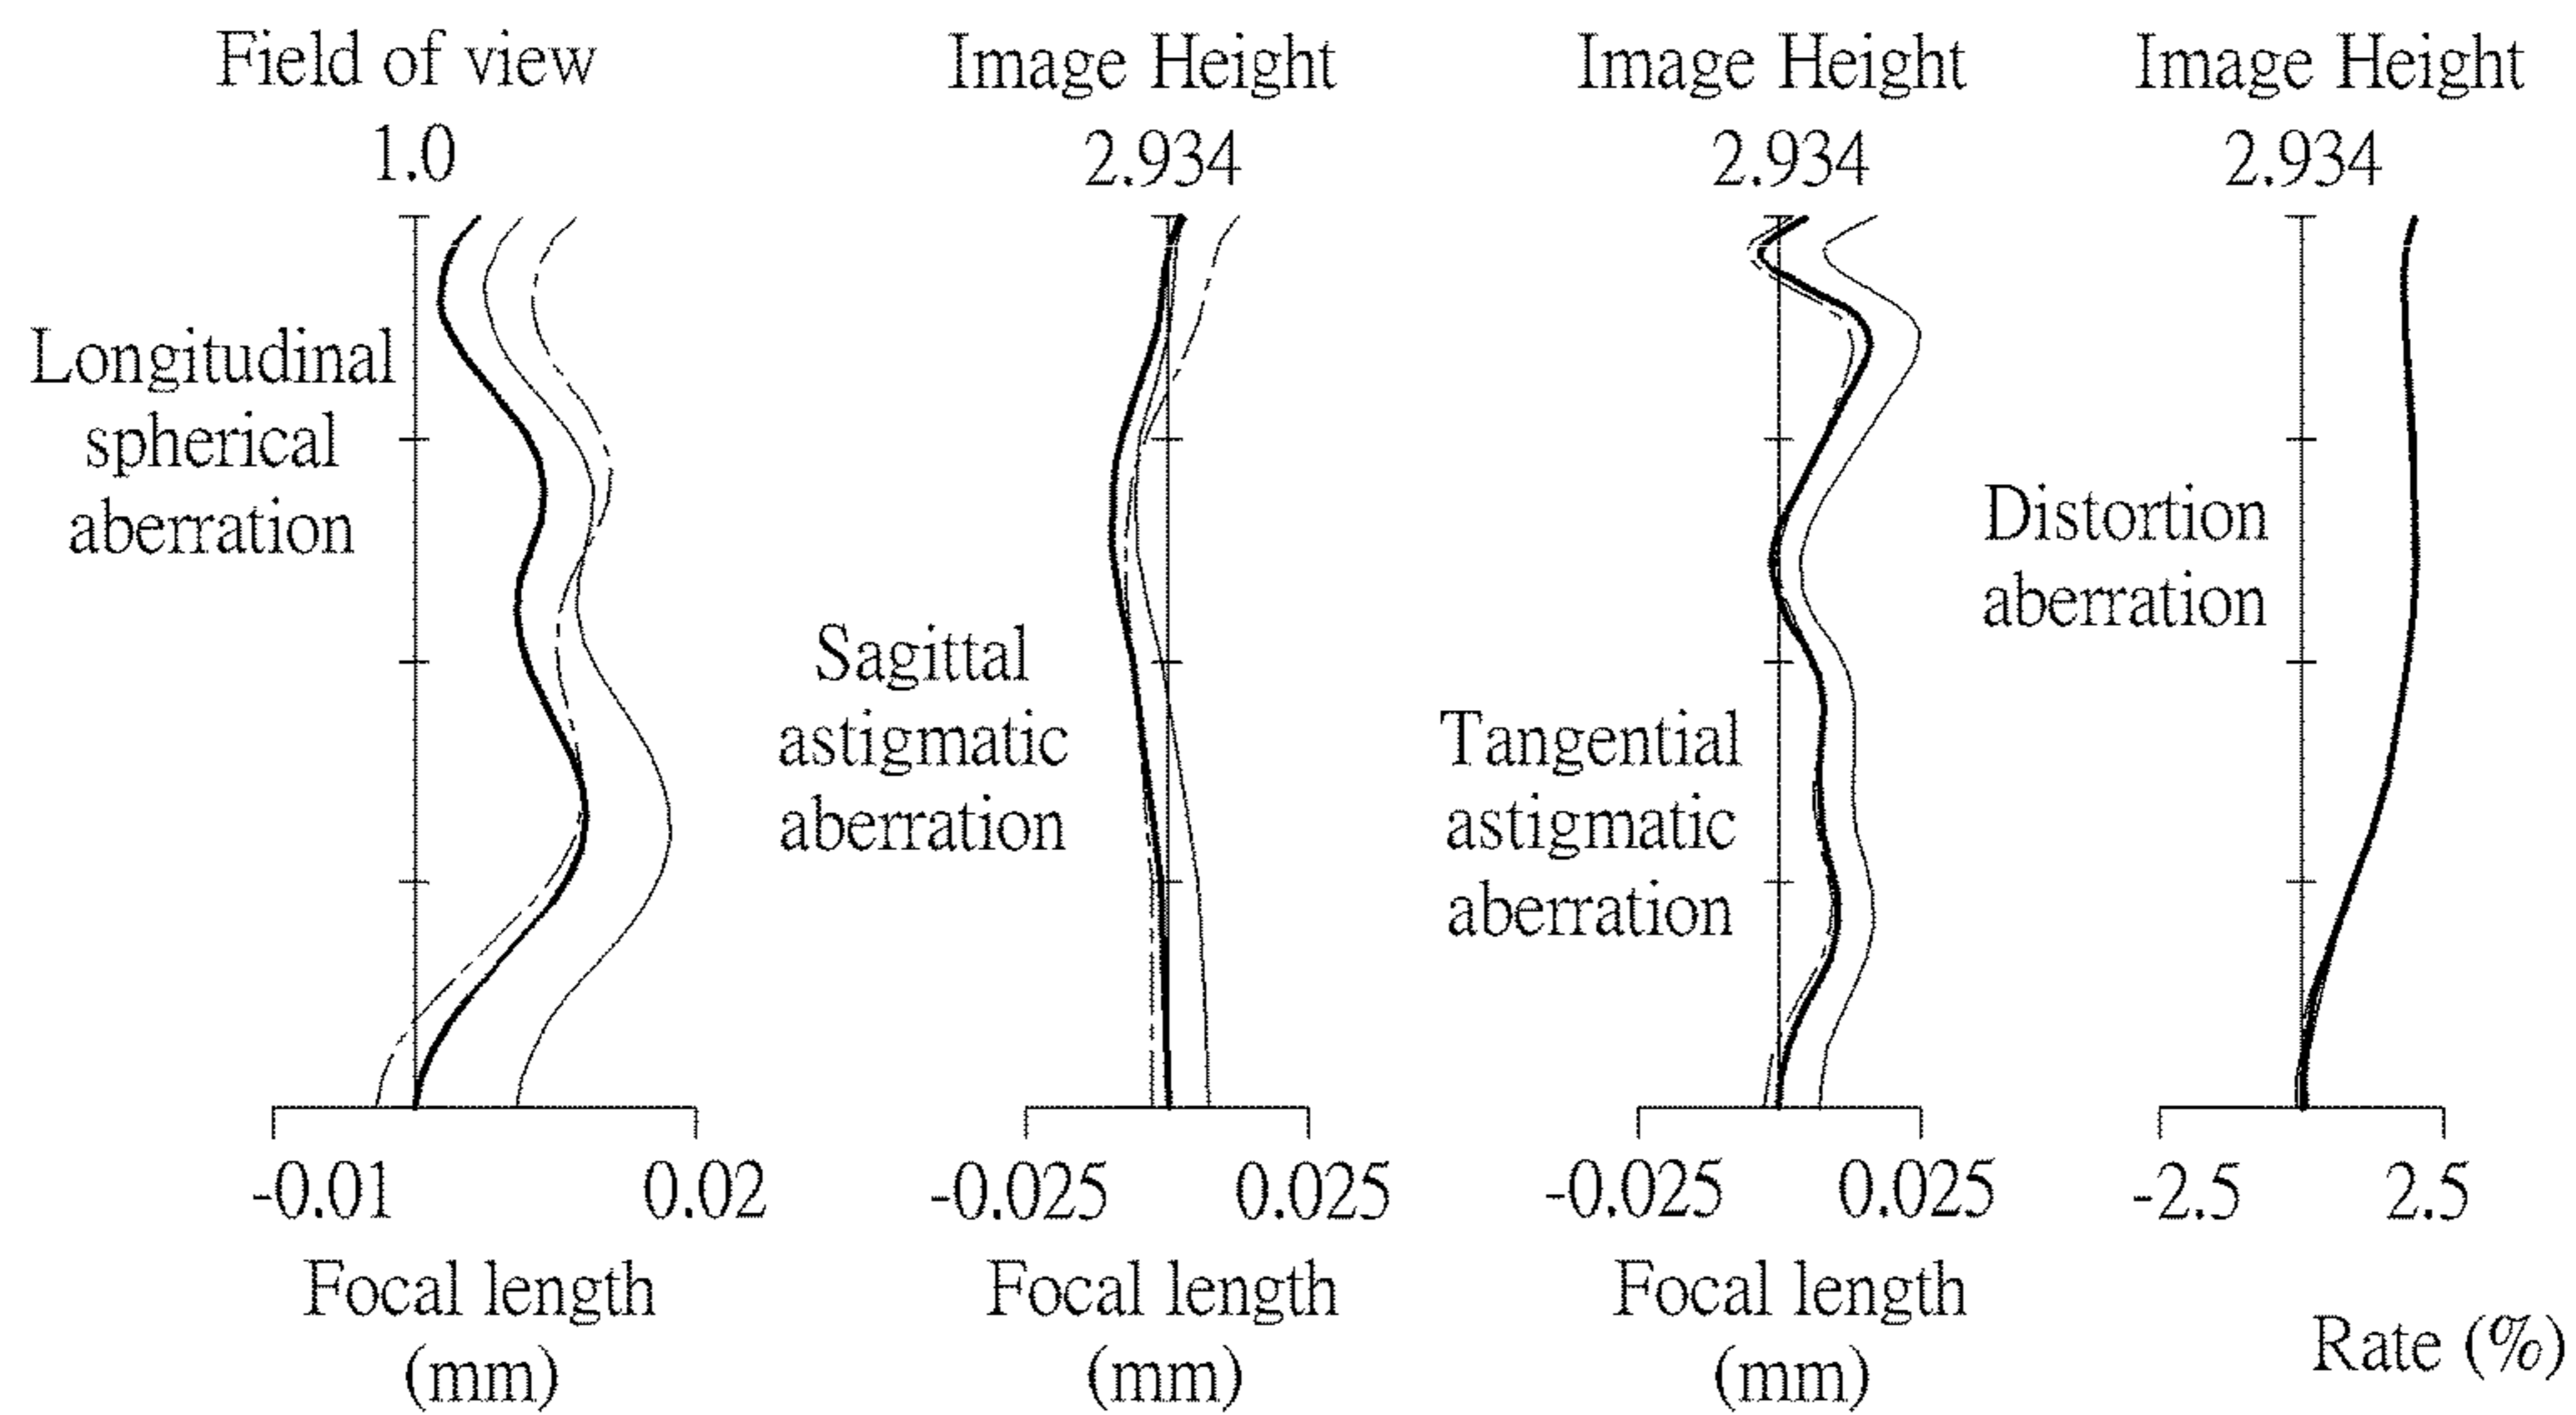 Field of view
1.0
Longitudinal
spherical
aberration
-0.01
0.02
Focal length
(mm)
Image Height
2.934
Sagittal
astigmatic
aberration
-0.025
0.025
Focal length
(mm)
Image Height
2.934
Tangential
astigmatic
aberration
-0.025
0.025
Focal length
(mm)
Image Height
2.934
Distortion
aberration
-2.5
2.5
Rate (%)